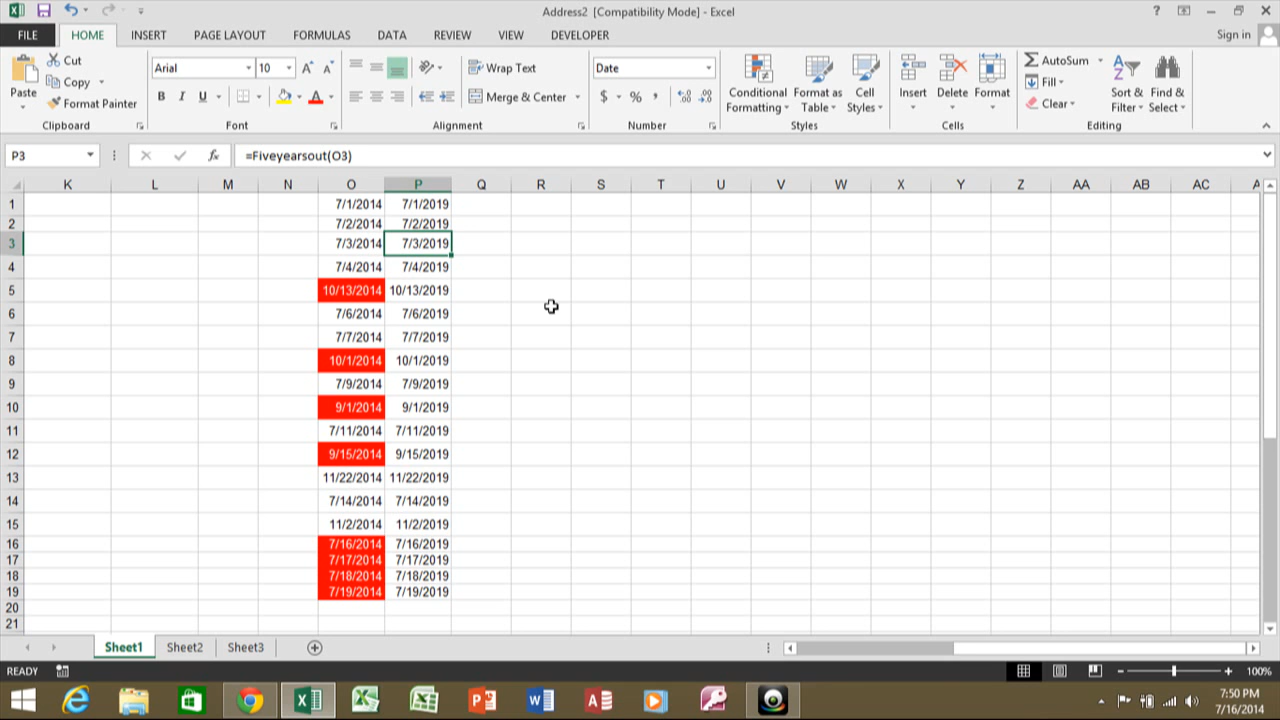 Address2 [Compatibility Mode] - Excel
?
FILE HOME INSERT PAGE LAYOUT FORMULAS DATA REVIEW VIEW DEVELOPER Sign in
Paste
Cut
Copy
Format Painter
Clipboard
Arial 10
B I U
Font
Wrap Text
Merge & Center
Alignment
Date
$ % ,
Number
Conditional Formatting
Format as Table
Cell Styles
Styles
Insert Delete Format
Cells
AutoSum
Fill
Clear
Sort & Filter
Find & Select
Editing
P3 fx =Fiveyearsout(O3)
K L M N O P Q R S T U V W X Y Z AA AB AC
1 7/1/2014 7/1/2019
2 7/2/2014 7/2/2019
3 7/3/2014 7/3/2019
4 7/4/2014 7/4/2019
5 10/13/2014 10/13/2019
6 7/6/2014 7/6/2019
7 7/7/2014 7/7/2019
8 10/1/2014 10/1/2019
9 7/9/2014 7/9/2019
10 9/1/2014 9/1/2019
11 7/11/2014 7/11/2019
12 9/15/2014 9/15/2019
13 11/22/2014 11/22/2019
14 7/14/2014 7/14/2019
15 11/2/2014 11/2/2019
16 7/16/2014 7/16/2019
17 7/17/2014 7/17/2019
18 7/18/2014 7/18/2019
19 7/19/2014 7/19/2019
20
21
Sheet1 Sheet2 Sheet3
READY 100%
7:50 PM
7/16/2014